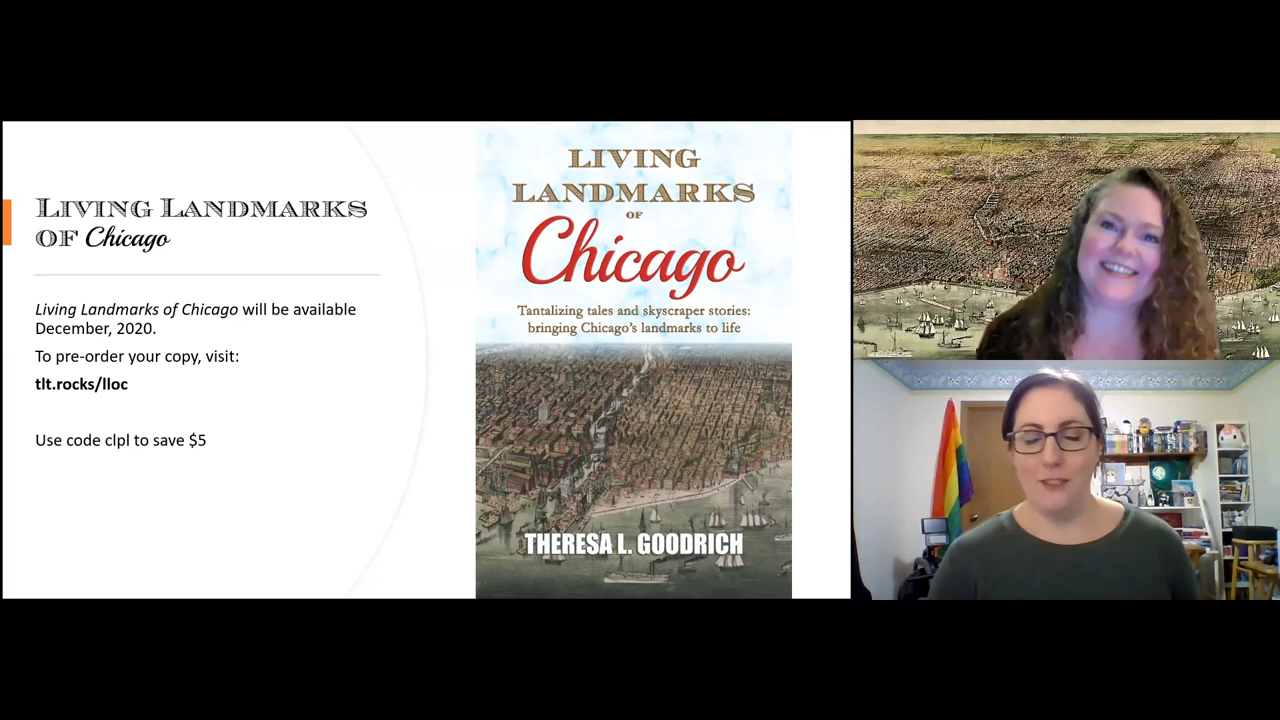 LIVING LANDMARKS
OF Chicago
Living Landmarks of Chicago will be available
December, 2020.
To pre-order your copy, visit:
tlt.rocks/lloc
Use code clpl to save $5
LIVING
LANDMARKS
OF
Chicago
Tantalizing tales and skyscraper stories:
bringing Chicago's landmarks to life
THERESA L. GOODRICH